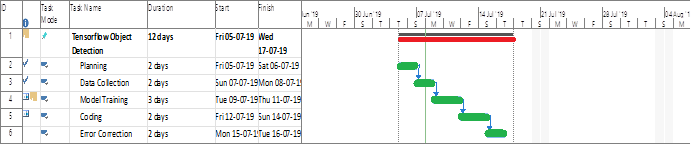 ID Task Mode Task Name Duration Start Finish
un '19 30 Jun '19 07 Jul '19 14 Jul '19 21 Jul '19 28 Jul '19 04 Aug '19
M W F S T T S M W F S T T S M W F S T T S M
1 Tensorflow Object Detection 12 days Fri 05-07-19 Wed 17-07-19
2 Planning 2 days Fri 05-07-19 Sat 06-07-19
3 Data Collection 2 days Sun 07-07-19 Mon 08-07-19
4 Model Training 3 days Tue 09-07-19 Thu 11-07-19
5 Coding 2 days Fri 12-07-19 Sun 14-07-19
6 Error Correction 2 days Mon 15-07-19 Tue 16-07-19